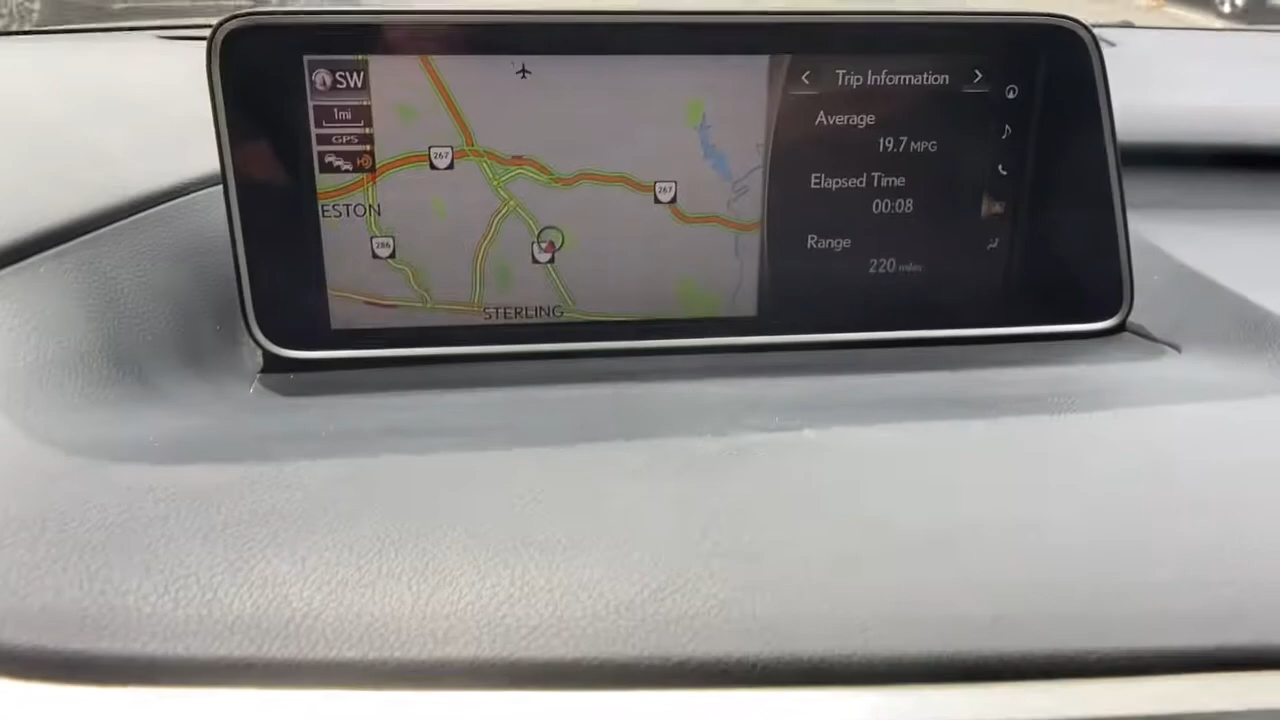 SW
1mi
GPS
267
267
ESTON
286
STERLING
Trip Information
Average
19.7 MPG
Elapsed Time
00:08
Range
220 miles